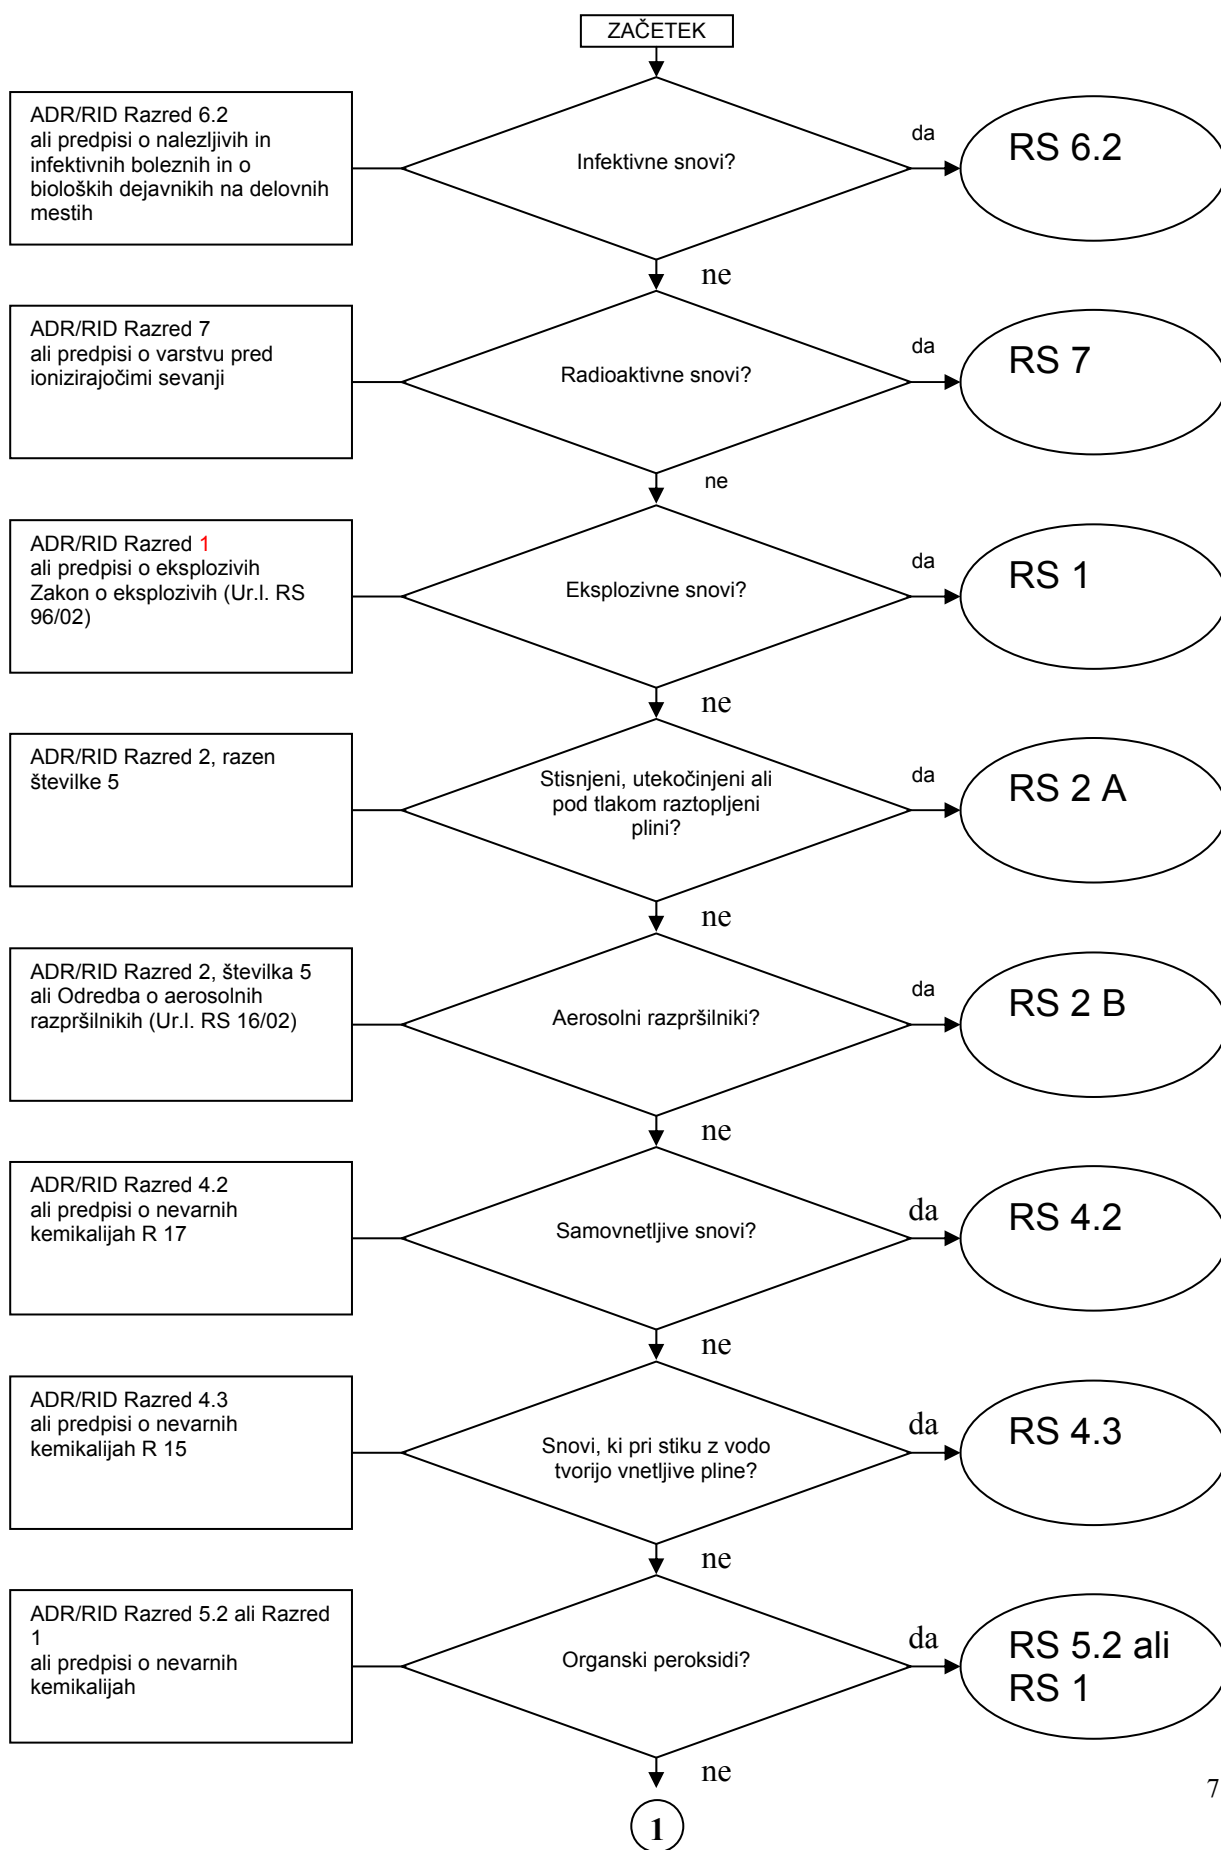 ZAČETEK
ADR/RID Razred 6.2
ali predpisi o nalezljivih in
infektivnih boleznih in o
bioloških dejavnikih na delovnih
mestih
Infektivne snovi?
da
RS 6.2
ne
ADR/RID Razred 7
ali predpisi o varstvu pred
ionizirajočimi sevanji
Radioaktivne snovi?
da
RS 7
ne
ADR/RID Razred 1
ali predpisi o eksplozivih
Zakon o eksplozivih (Ur.l. RS
96/02)
Eksplozivne snovi?
da
RS 1
ne
ADR/RID Razred 2, razen
številke 5
Stisnjeni, utekočinjeni ali
pod tlakom raztopljeni
plini?
da
RS 2 A
ne
ADR/RID Razred 2, številka 5
ali Odredba o aerosolnih
razpršilnikih (Ur.l. RS 16/02)
Aerosolni razpršilniki?
da
RS 2 B
ne
ADR/RID Razred 4.2
ali predpisi o nevarnih
kemikalijah R 17
Samovnetljive snovi?
da
RS 4.2
ne
ADR/RID Razred 4.3
ali predpisi o nevarnih
kemikalijah R 15
Snovi, ki pri stiku z vodo
tvorijo vnetljive pline?
da
RS 4.3
ne
ADR/RID Razred 5.2 ali Razred
1
ali predpisi o nevarnih
kemikalijah
Organski peroksidi?
da
RS 5.2 ali
RS 1
ne
1
7